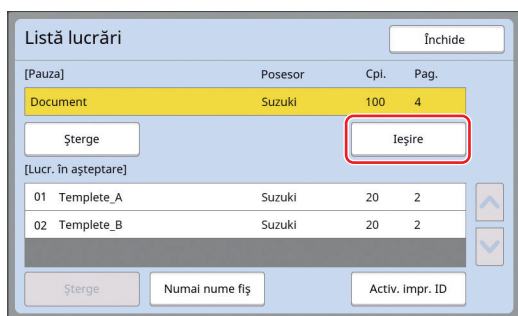 Listă lucrări Închide
[Pauza] Posesor Cpi. Pag.
Document Suzuki 100 4
Şterge Ieşire
[Lucr. în aşteptare]
01 Templete_A Suzuki 20 2
02 Templete_B Suzuki 20 2
Şterge Numai nume fiş Activ. impr. ID